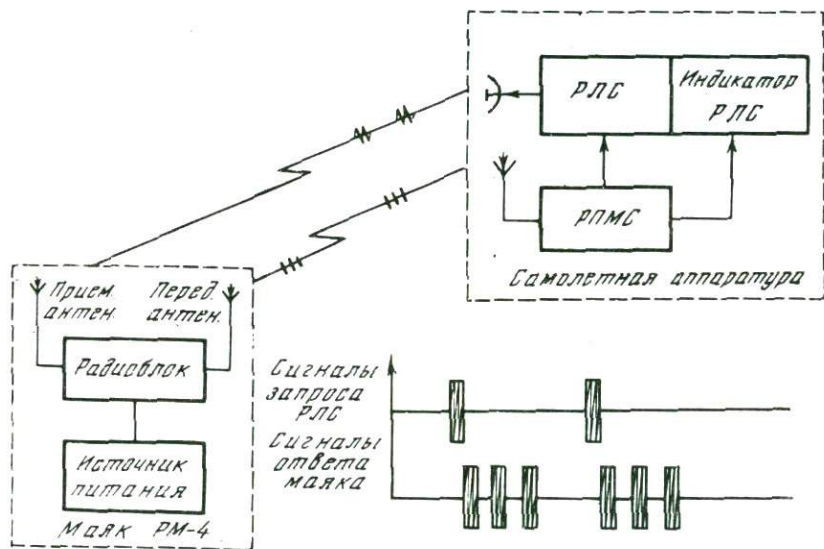 РЛС
Индикатор
РЛС
РПМС
Самолетная аппаратура
Прием. Перед.
антен. антен.
Радиоблок
Источник
питания
Маяк РМ-4
Сигналы
запроса
РЛС
Сигналы
ответа
маяка